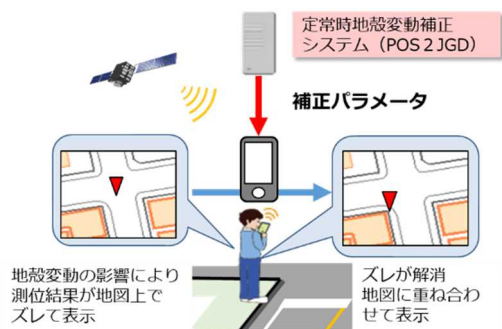 定常時地殻変動補正
システム（POS２JGD）
補正パラメータ
地殻変動の影響により
測位結果が地図上で
ズレて表示
ズレが解消
地図に重ね合わ
せて表示